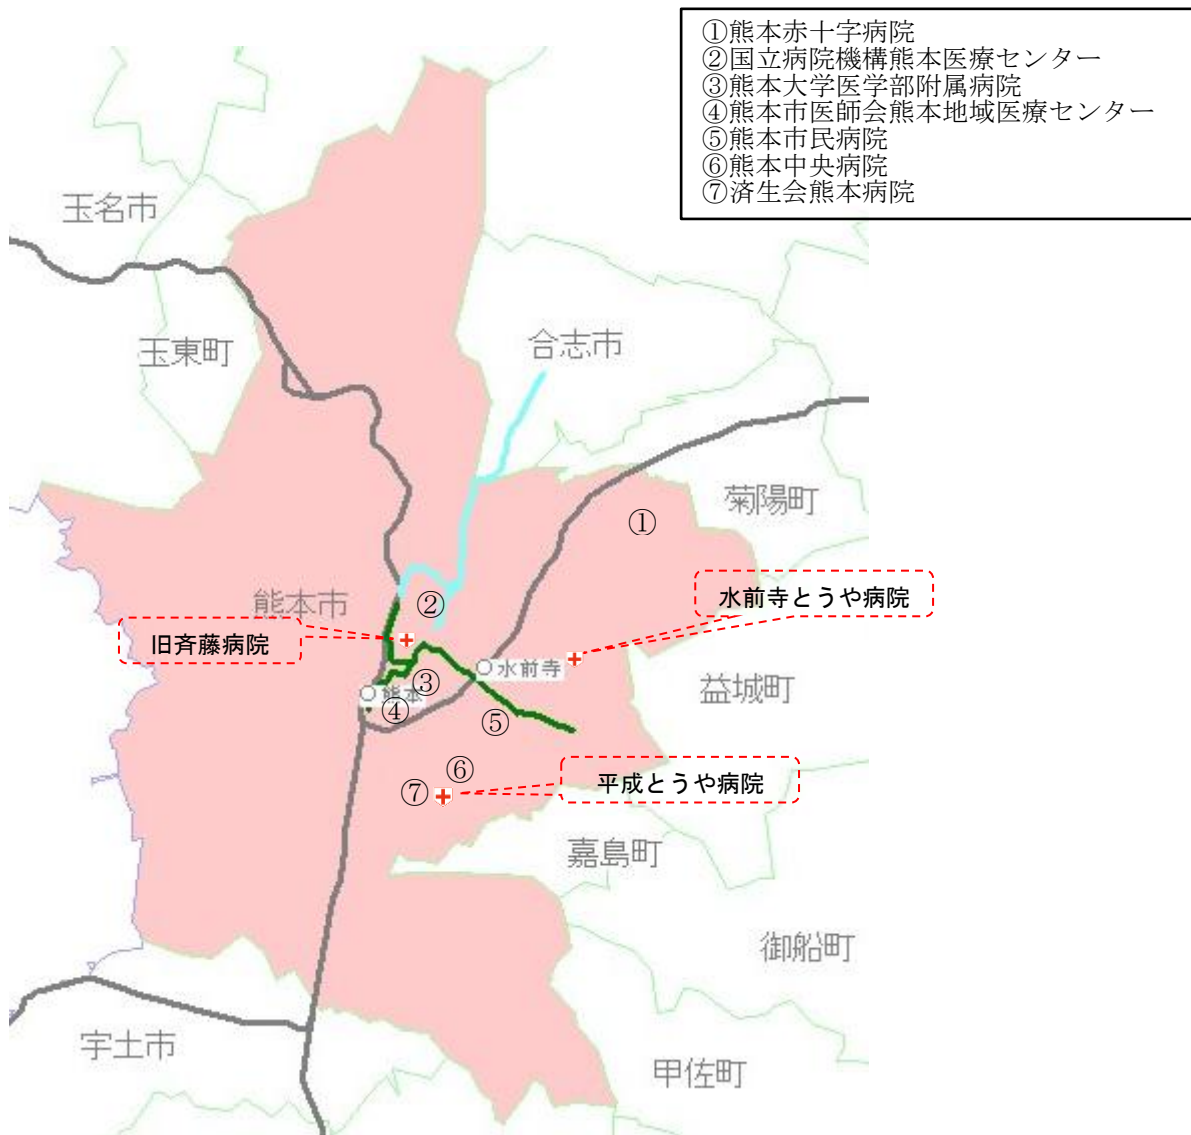 ①熊本赤十字病院
②国立病院機構熊本医療センター
③熊本大学医学部附属病院
④熊本市医師会熊本地域医療センター
⑤熊本市民病院
⑥熊本中央病院
⑦済生会熊本病院
玉名市
玉東町
合志市
菊陽町
①
熊本市
②
水前寺とうや病院
旧斉藤病院
水前寺
③
熊本
④
益城町
⑤
⑥
⑦
平成とうや病院
嘉島町
御船町
宇土市
甲佐町